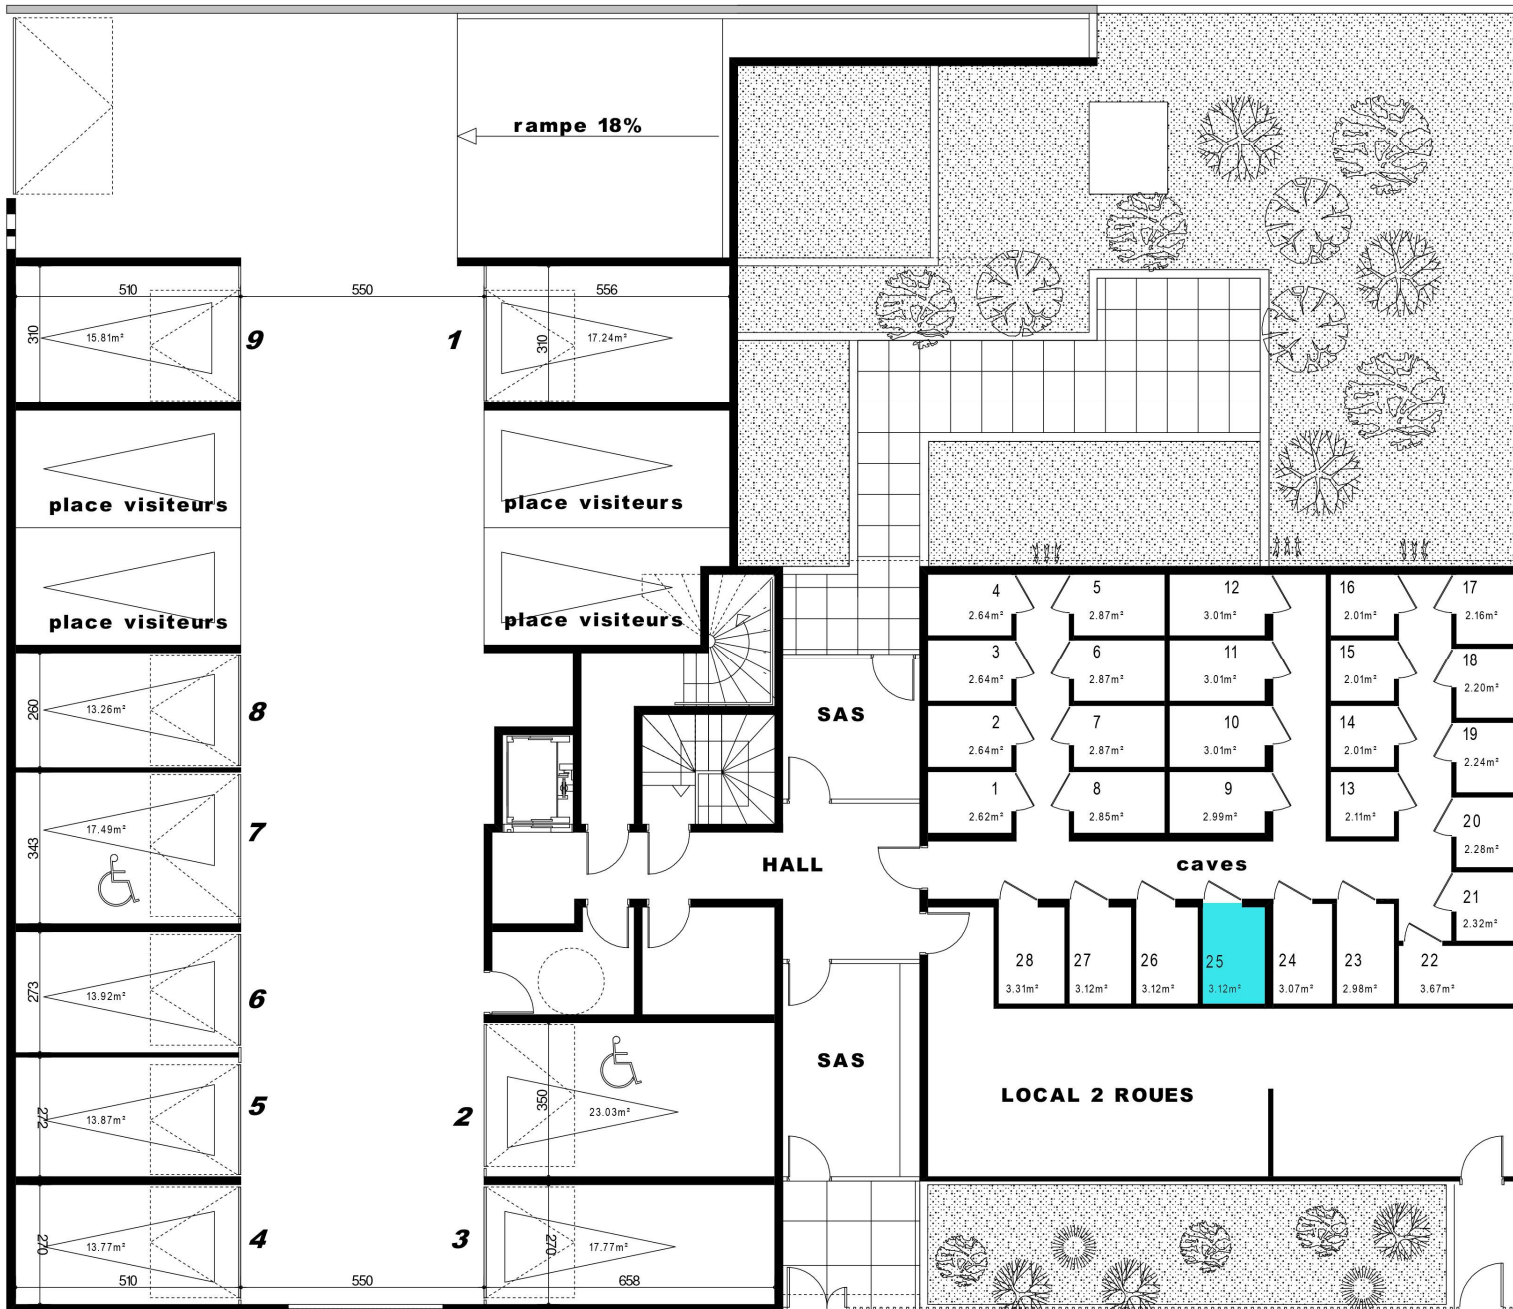 rampe 18%
510
550
556
310
15.81m²
9
1
310
17.24m²
place visiteurs
place visiteurs
place visiteurs
place visiteurs
260
13.26m²
8
343
17.49m²
7
273
13.92m²
6
272
13.87m²
5
270
13.77m²
4
510
550
2
350
23.03m²
3
270
17.77m²
658
SAS
HALL
SAS
4
2.64m²
5
2.87m²
12
3.01m²
16
2.01m²
17
2.16m²
3
2.64m²
6
2.87m²
11
3.01m²
15
2.01m²
18
2.20m²
2
2.64m²
7
2.87m²
10
3.01m²
14
2.01m²
19
2.24m²
1
2.62m²
8
2.85m²
9
2.99m²
13
2.11m²
20
2.28m²
caves
21
2.32m²
28
3.31m²
27
3.12m²
26
3.12m²
25
3.12m²
24
3.07m²
23
2.98m²
22
3.67m²
LOCAL 2 ROUES